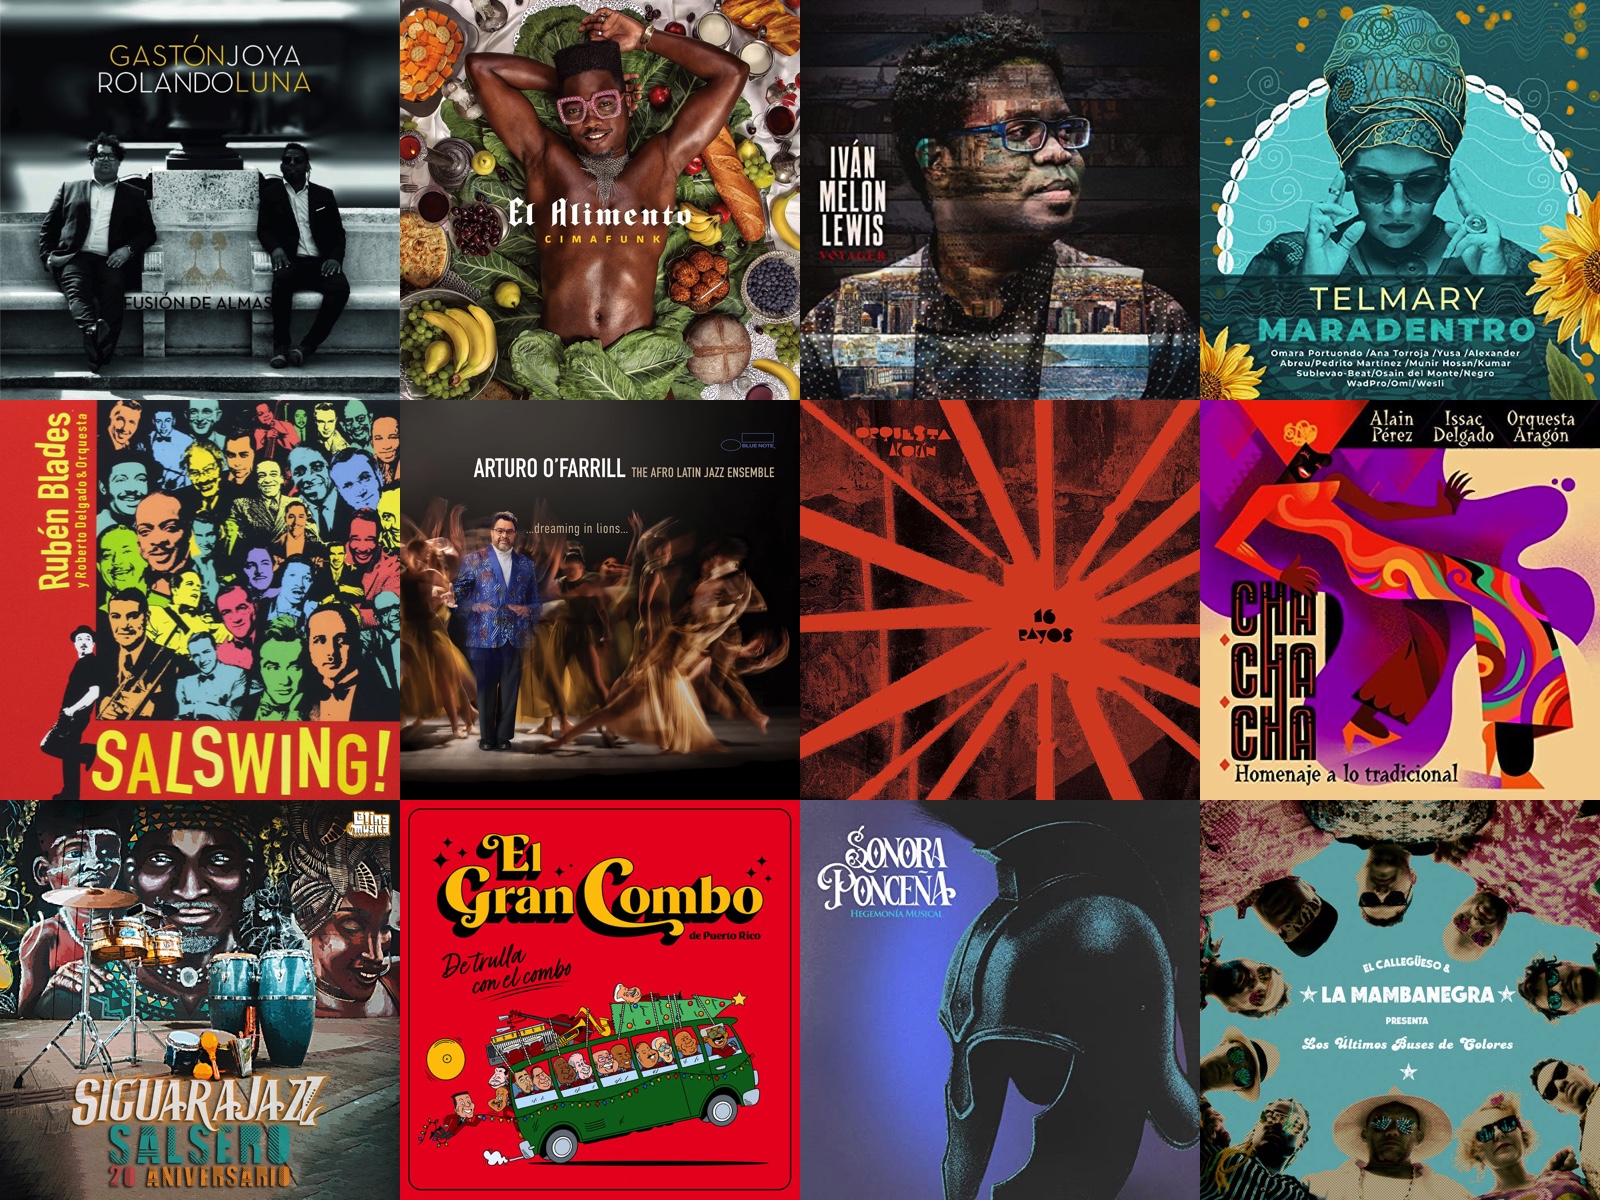 GASTÓNJOYA
ROLANDOLUNA
FUSIÓN DE ALMAS
El Alimento
CIMAFUNK
IVÁN
MELON
LEWIS
VOYAGER
TELMARY
MARADENTRO
Omara Portuondo /Ana Torroja /Yusa /Alexander
Abreu/Pedrito Martínez /Munir Hossn/Kumar
Sublevao-Beat/Osain del Monte/Negro
WadPro/Omi/Wesli
Rubén Blades
y Roberto Delgado & Orquesta
SALSWING!
BLUE NOTE
ARTURO O'FARRILL THE AFRO LATIN JAZZ ENSEMBLE
...dreaming in lions...
ORQUESTA
AKOKÁN
16
RAYOS
Alain Pérez
Issac Delgado
Orquesta Aragón
CHA
CHA
CHA
Homenaje a lo tradicional
Latina
musica
SIGUARAJAZZ
SALSERO
20 ANIVERSARIO
El
Gran Combo
de Puerto Rico
De trulla
con el combo
SONORA
PONCEÑA
HEGEMONÍA MUSICAL
EL CALLEGÜESO &
LA MAMBANEGRA
PRESENTA
Los Últimos Buses de Colores